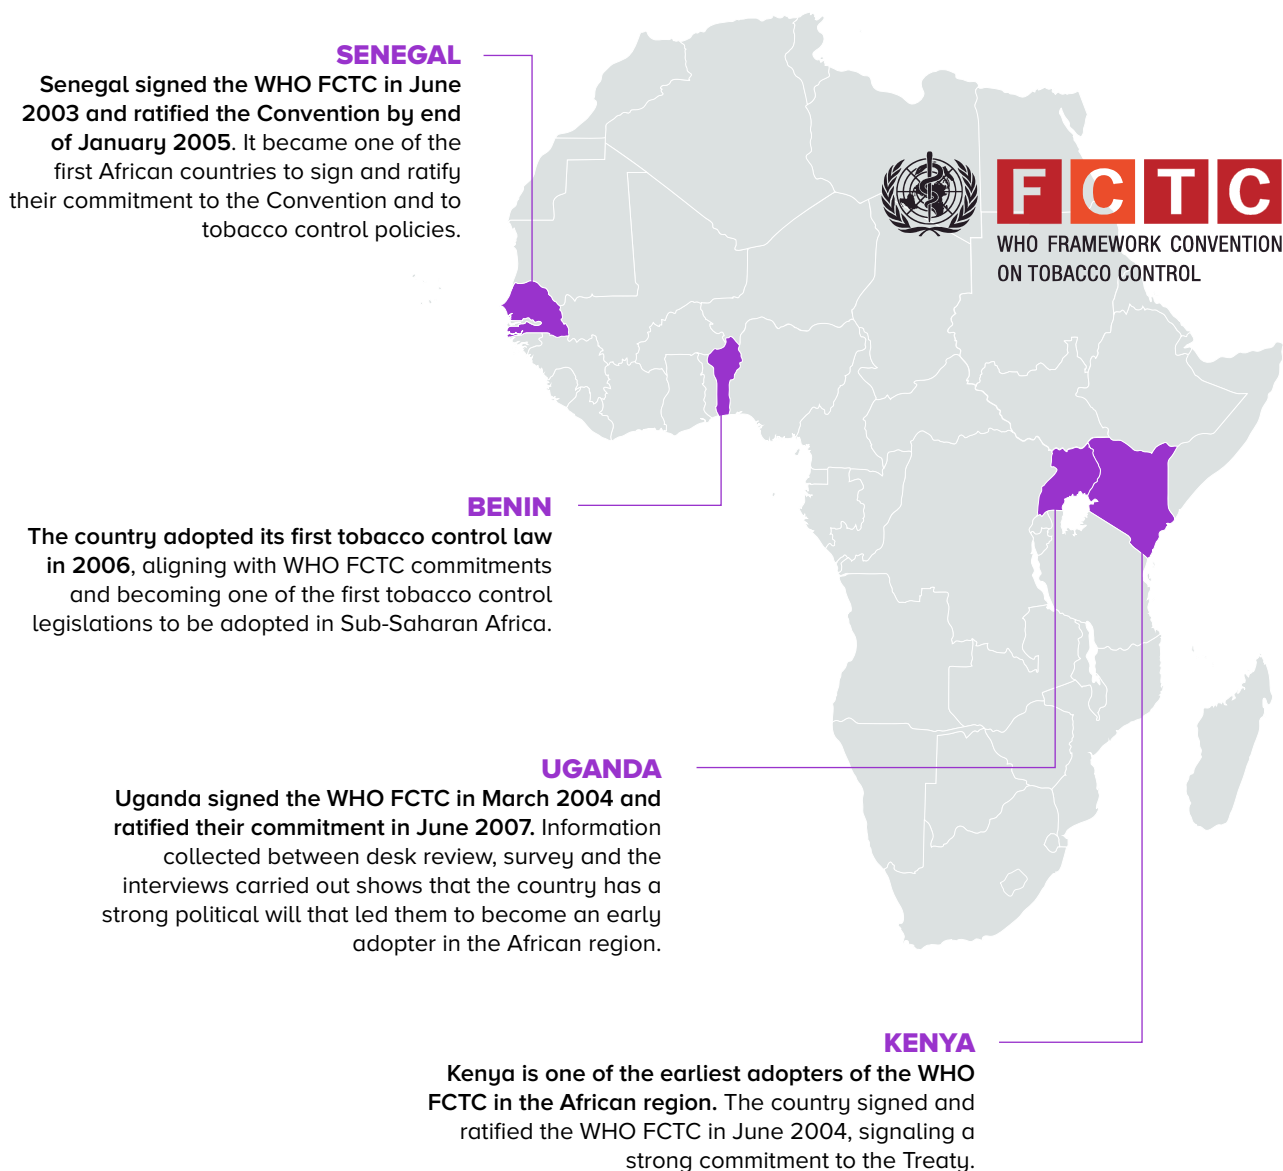 SENEGAL
Senegal signed the WHO FCTC in June
2003 and ratified the Convention by end
of January 2005. It became one of the
first African countries to sign and ratify
their commitment to the Convention and to
tobacco control policies.
F C T C
WHO FRAMEWORK CONVENTION
ON TOBACCO CONTROL
BENIN
The country adopted its first tobacco control law
in 2006, aligning with WHO FCTC commitments
and becoming one of the first tobacco control
legislations to be adopted in Sub-Saharan Africa.
UGANDA
Uganda signed the WHO FCTC in March 2004 and
ratified their commitment in June 2007. Information
collected between desk review, survey and the
interviews carried out shows that the country has a
strong political will that led them to become an early
adopter in the African region.
KENYA
Kenya is one of the earliest adopters of the WHO
FCTC in the African region. The country signed and
ratified the WHO FCTC in June 2004, signaling a
strong commitment to the Treaty.